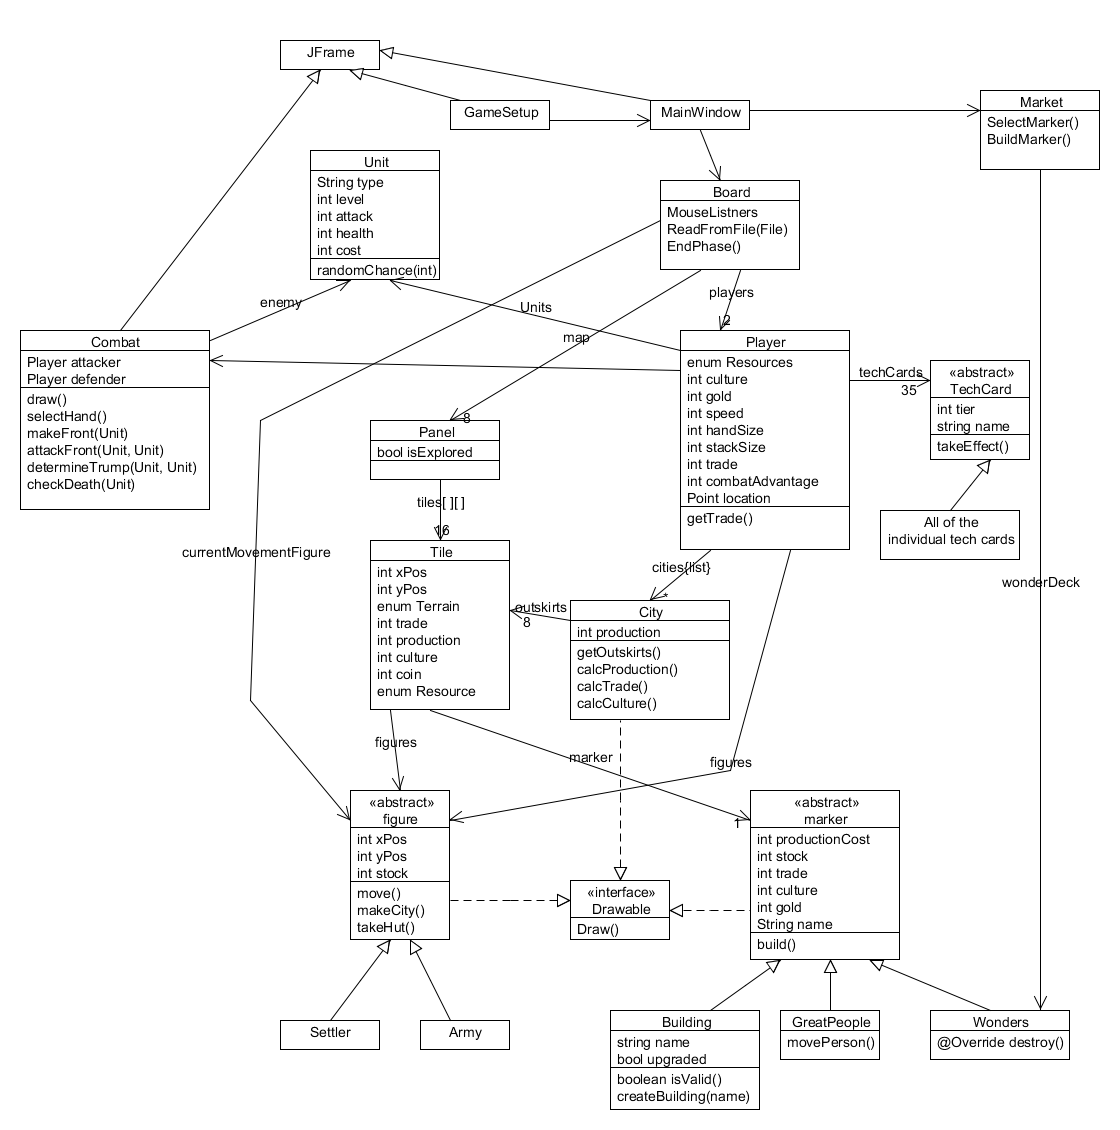 JFrame
GameSetup
MainWindow
Market
SelectMarker()
BuildMarker()
Unit
String type
int level
int attack
int health
int cost
randomChance(int)
Board
MouseListners
ReadFromFile(File)
EndPhase()
enemy
Units
players
2
map
Combat
Player attacker
Player defender
draw()
selectHand()
makeFront(Unit)
attackFront(Unit, Unit)
determineTrump(Unit, Unit)
checkDeath(Unit)
Player
enum Resources
int culture
int gold
int speed
int handSize
int stackSize
int trade
int combatAdvantage
Point location
getTrade()
techCards
35
«abstract»
TechCard
int tier
string name
takeEffect()
All of the
individual tech cards
8
Panel
bool isExplored
tiles[ ][ ]
16
currentMovementFigure
wonderDeck
Tile
int xPos
int yPos
enum Terrain
int trade
int production
int culture
int coin
enum Resource
outskirts
8
cities{list}
*
City
int production
getOutskirts()
calcProduction()
calcTrade()
calcCulture()
figures
marker
figures
1
«abstract»
figure
int xPos
int yPos
int stock
move()
makeCity()
takeHut()
«interface»
Drawable
Draw()
«abstract»
marker
int productionCost
int stock
int trade
int culture
int gold
String name
build()
Settler
Army
Building
string name
bool upgraded
boolean isValid()
createBuilding(name)
GreatPeople
movePerson()
Wonders
@Override destroy()